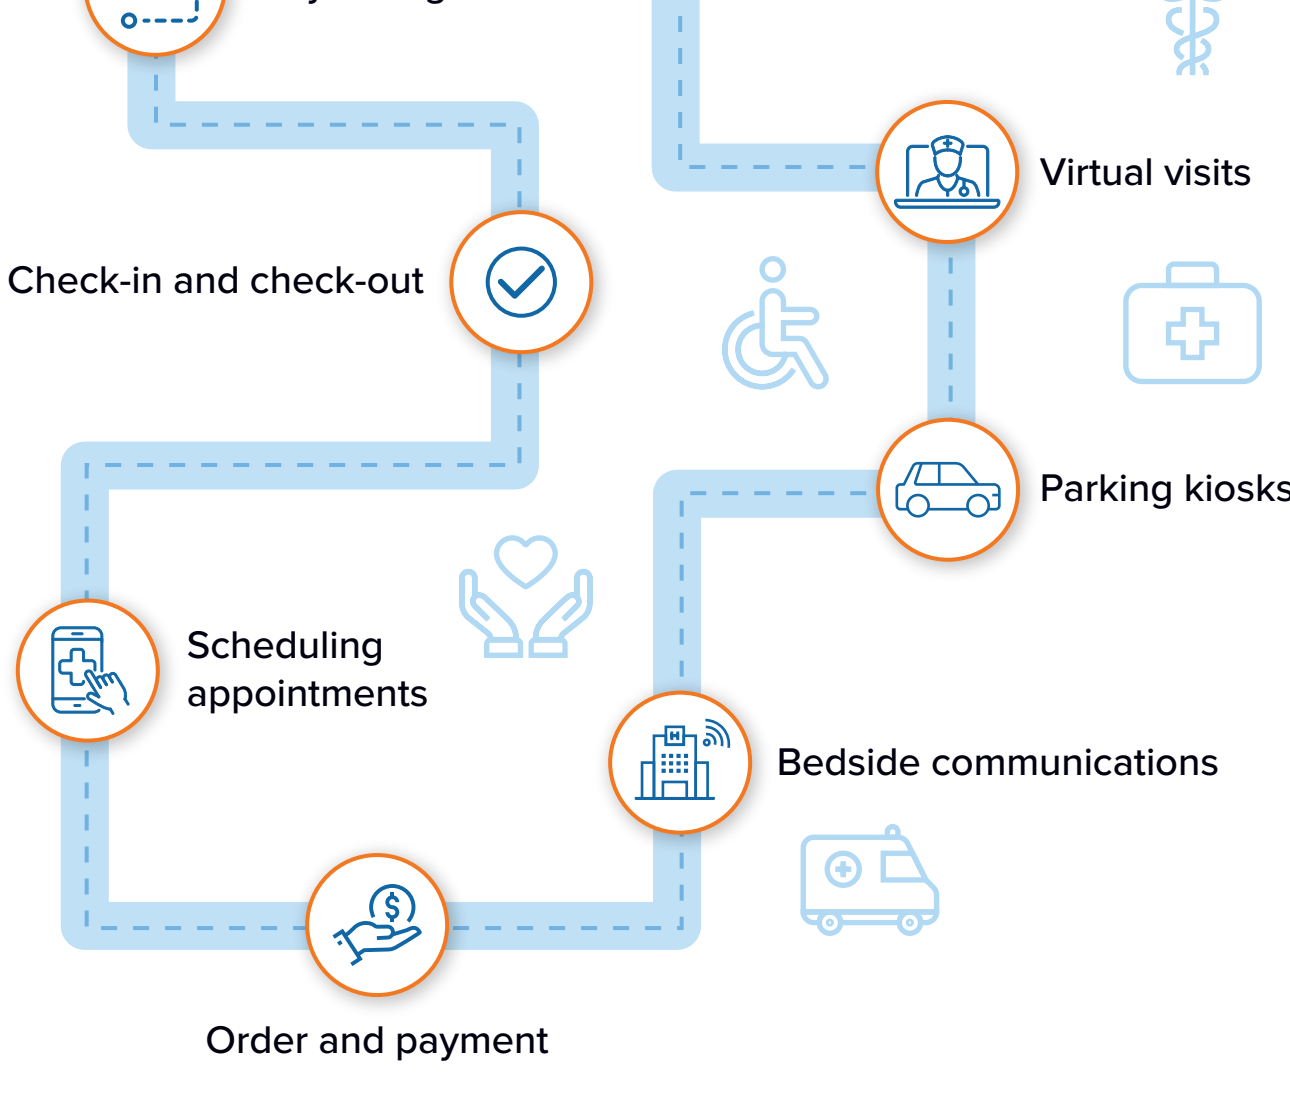 Virtual visits
Check-in and check-out
Parking kiosks
Scheduling
appointments
H
Bedside communications
$
Order and payment